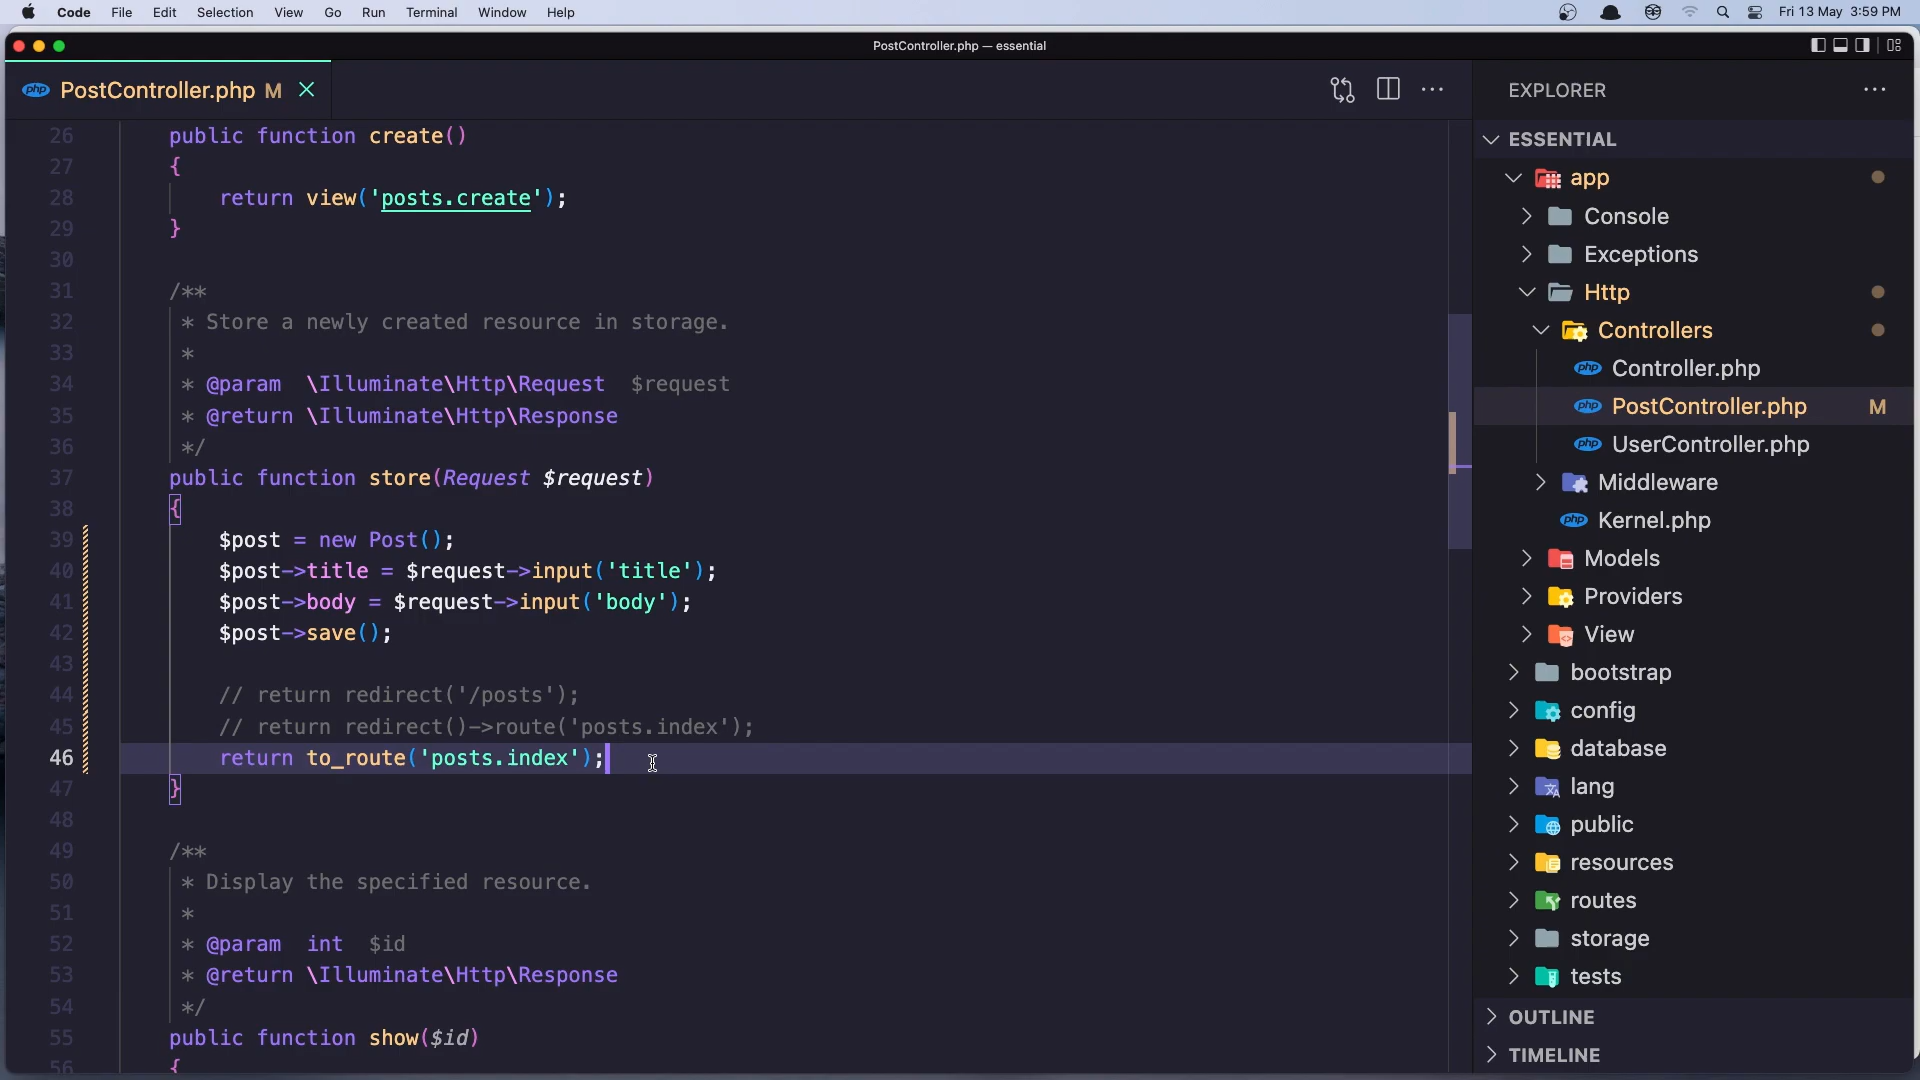 Code File Edit Selection View Go Run Terminal Window Help Fri 13 May 3:59 PM
PostController.php — essential
php PostController.php M
26 public function create()
27 {
28 return view('posts.create');
29 }
30
31 /**
32 * Store a newly created resource in storage.
33 *
34 * @param \Illuminate\Http\Request $request
35 * @return \Illuminate\Http\Response
36 */
37 public function store(Request $request)
38 {
39 $post = new Post();
40 $post->title = $request->input('title');
41 $post->body = $request->input('body');
42 $post->save();
43
44 // return redirect('/posts');
45 // return redirect()->route('posts.index');
46 return to_route('posts.index');
47 }
48
49 /**
50 * Display the specified resource.
51 *
52 * @param int $id
53 * @return \Illuminate\Http\Response
54 */
55 public function show($id)
56 {
EXPLORER
ESSENTIAL
app
Console
Exceptions
Http
Controllers
php Controller.php
php PostController.php M
php UserController.php
Middleware
php Kernel.php
Models
Providers
View
bootstrap
config
database
lang
public
resources
routes
storage
tests
OUTLINE
TIMELINE